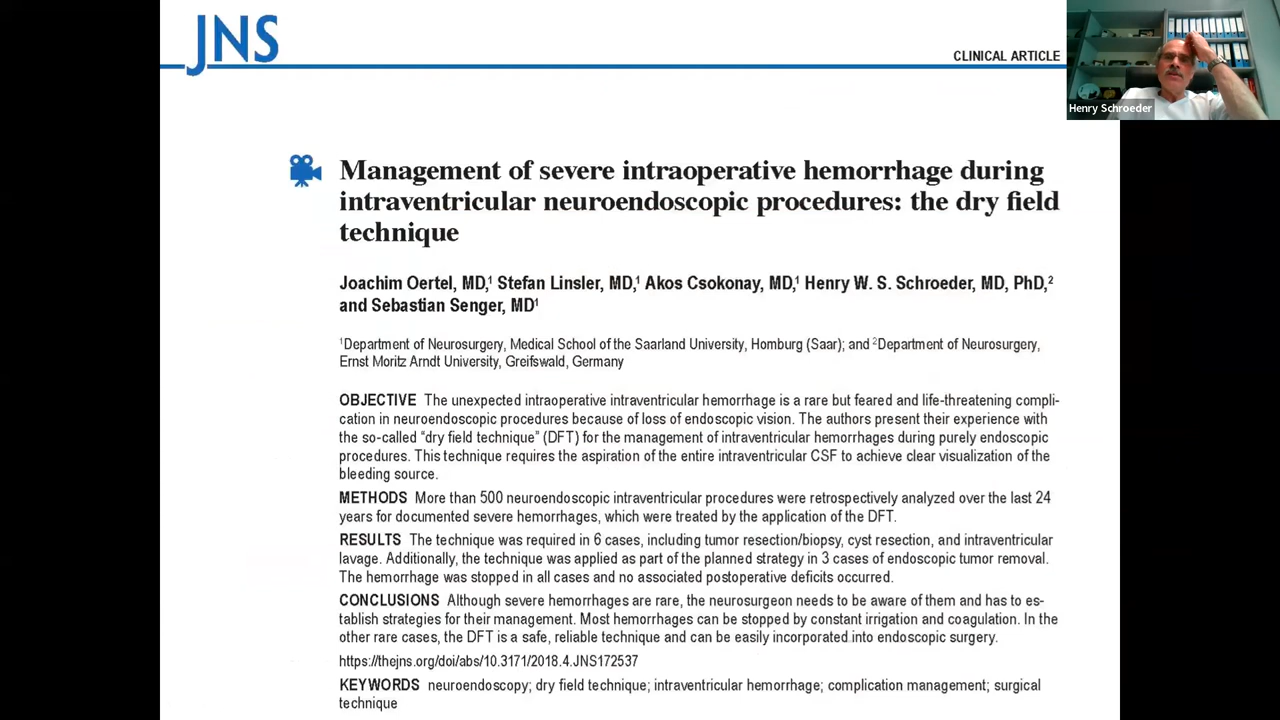 JNS
CLINICAL ARTICLE
Henry Schroeder
Management of severe intraoperative hemorrhage during
intraventricular neuroendoscopic procedures: the dry field
technique
Joachim Oertel, MD,¹ Stefan Linsler, MD,¹ Akos Csokonay, MD,¹ Henry W. S. Schroeder, MD, PhD,²
and Sebastian Senger, MD¹
¹Department of Neurosurgery, Medical School of the Saarland University, Homburg (Saar); and ²Department of Neurosurgery,
Ernst Moritz Arndt University, Greifswald, Germany
OBJECTIVE The unexpected intraoperative intraventricular hemorrhage is a rare but feared and life-threatening compli-
cation in neuroendoscopic procedures because of loss of endoscopic vision. The authors present their experience with
the so-called “dry field technique” (DFT) for the management of intraventricular hemorrhages during purely endoscopic
procedures. This technique requires the aspiration of the entire intraventricular CSF to achieve clear visualization of the
bleeding source.
METHODS More than 500 neuroendoscopic intraventricular procedures were retrospectively analyzed over the last 24
years for documented severe hemorrhages, which were treated by the application of the DFT.
RESULTS The technique was required in 6 cases, including tumor resection/biopsy, cyst resection, and intraventricular
lavage. Additionally, the technique was applied as part of the planned strategy in 3 cases of endoscopic tumor removal.
The hemorrhage was stopped in all cases and no associated postoperative deficits occurred.
CONCLUSIONS Although severe hemorrhages are rare, the neurosurgeon needs to be aware of them and has to es-
tablish strategies for their management. Most hemorrhages can be stopped by constant irrigation and coagulation. In the
other rare cases, the DFT is a safe, reliable technique and can be easily incorporated into endoscopic surgery.
https://thejns.org/doi/abs/10.3171/2018.4.JNS172537
KEYWORDS neuroendoscopy; dry field technique; intraventricular hemorrhage; complication management; surgical
technique